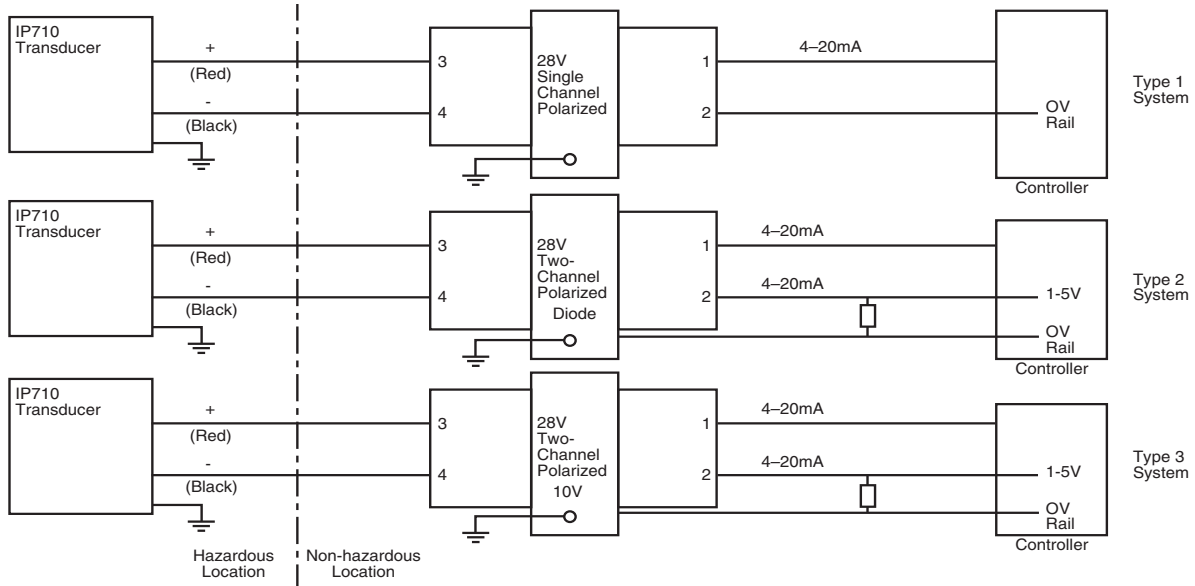 IP710
Transducer
+
(Red)
-
(Black)
3
4
28V
Single
Channel
Polarized
1
2
4–20mA
OV
Rail
Controller
Type 1
System
IP710
Transducer
+
(Red)
-
(Black)
3
4
28V
Two-
Channel
Polarized
Diode
1
2
4–20mA
4–20mA
1-5V
OV
Rail
Controller
Type 2
System
IP710
Transducer
+
(Red)
-
(Black)
3
4
28V
Two-
Channel
Polarized
10V
1
2
4–20mA
4–20mA
1-5V
OV
Rail
Controller
Type 3
System
Hazardous
Location
Non-hazardous
Location